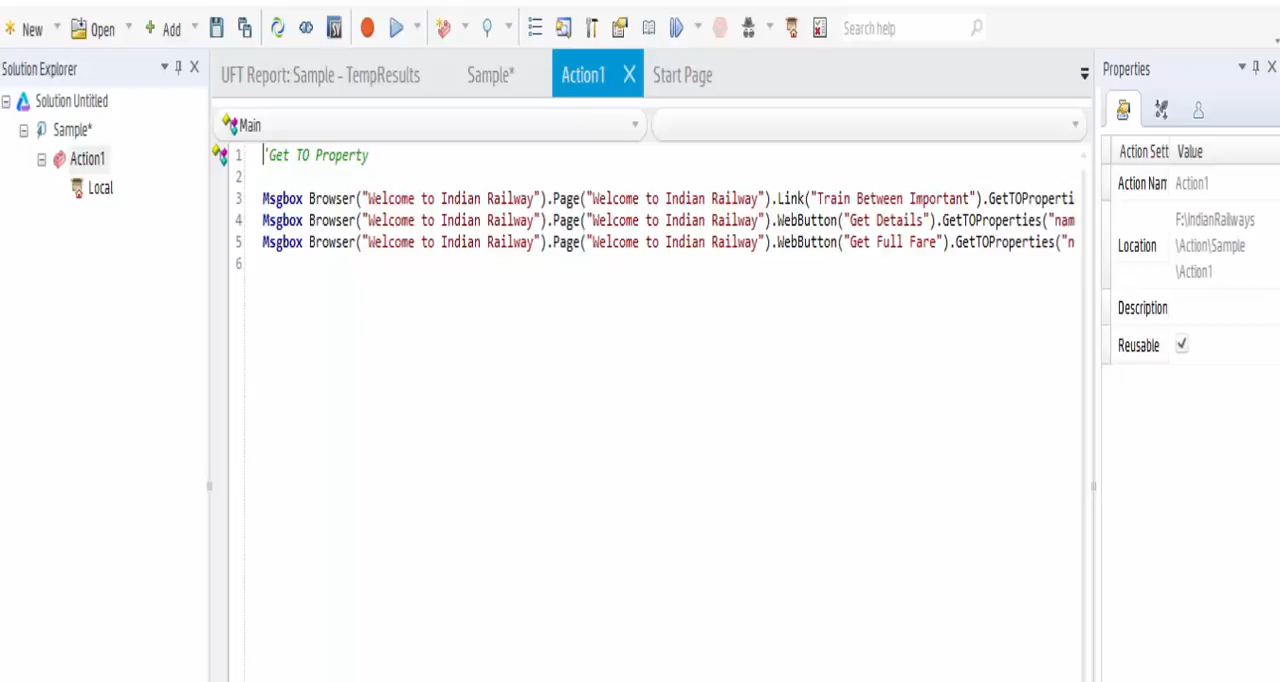 New Open Add Search help
Solution Explorer
UFT Report: Sample - TempResults Sample* Action1 X Start Page
Properties
Solution Untitled
Sample*
Action1
Local
Main
1 'Get TO Property
2
3 Msgbox Browser("Welcome to Indian Railway").Page("Welcome to Indian Railway").Link("Train Between Important").GetTOProperti
4 Msgbox Browser("Welcome to Indian Railway").Page("Welcome to Indian Railway").WebButton("Get Details").GetTOProperties("nam
5 Msgbox Browser("Welcome to Indian Railway").Page("Welcome to Indian Railway").WebButton("Get Full Fare").GetTOProperties("n
6
Action Sett Value
Action Nam Action1
Location F:\IndianRailways
\Action\Sample
\Action1
Description
Reusable